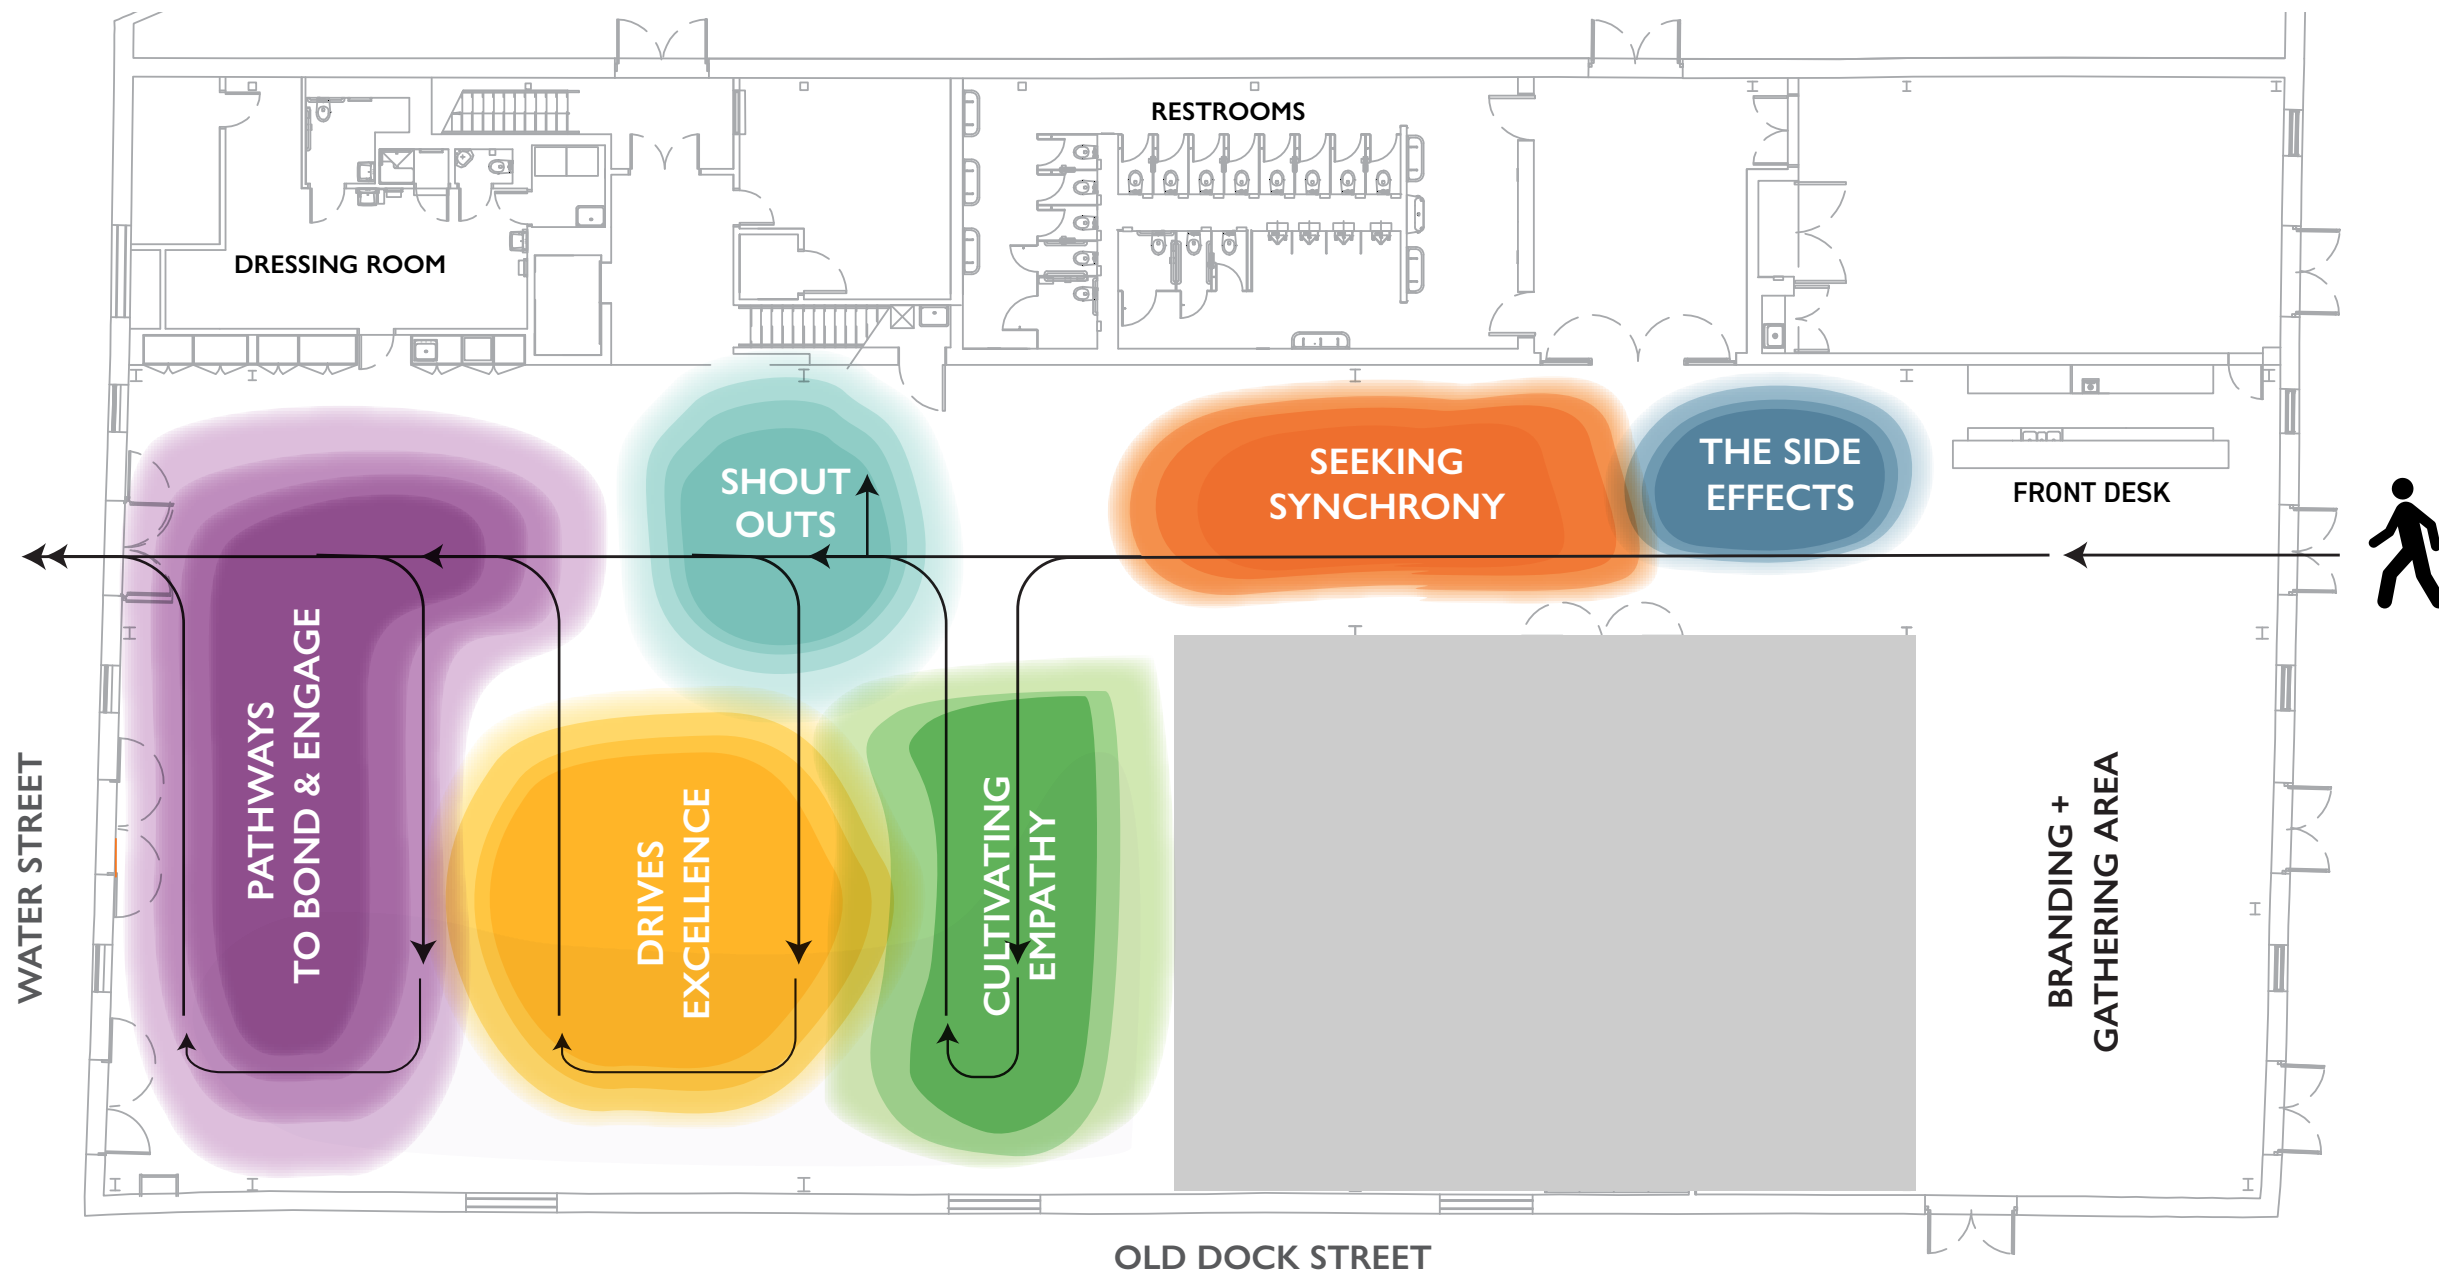 RESTROOMS
DRESSING ROOM
SHOUT
OUTS
SEEKING
SYNCHRONY
THE SIDE
EFFECTS
FRONT DESK
PATHWAYS
TO BOND & ENGAGE
DRIVES
EXCELLENCE
CULTIVATING
EMPATHY
BRANDING +
GATHERING AREA
WATER STREET
OLD DOCK STREET